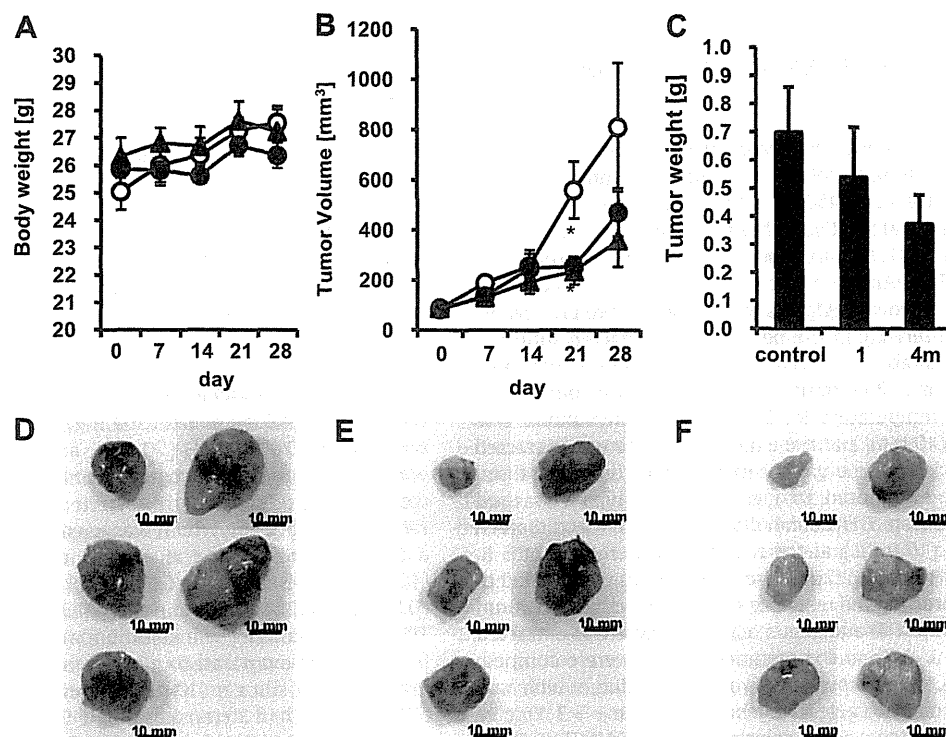 A
Body weight [g]
30
29
28
27
26
25
24
23
22
21
20
0 7 14 21 28
day
B
Tumor Volume [mm³]
1200
1000
800
600
400
200
0
*
*
0 7 14 21 28
day
C
Tumor weight [g]
1.0
0.9
0.8
0.7
0.6
0.5
0.4
0.3
0.2
0.1
0.0
control 1 4m
D
10 mm
10 mm
10 mm
10 mm
10 mm
E
10 mm
10 mm
10 mm
10 mm
10 mm
F
10 mm
10 mm
10 mm
10 mm
10 mm
10 mm